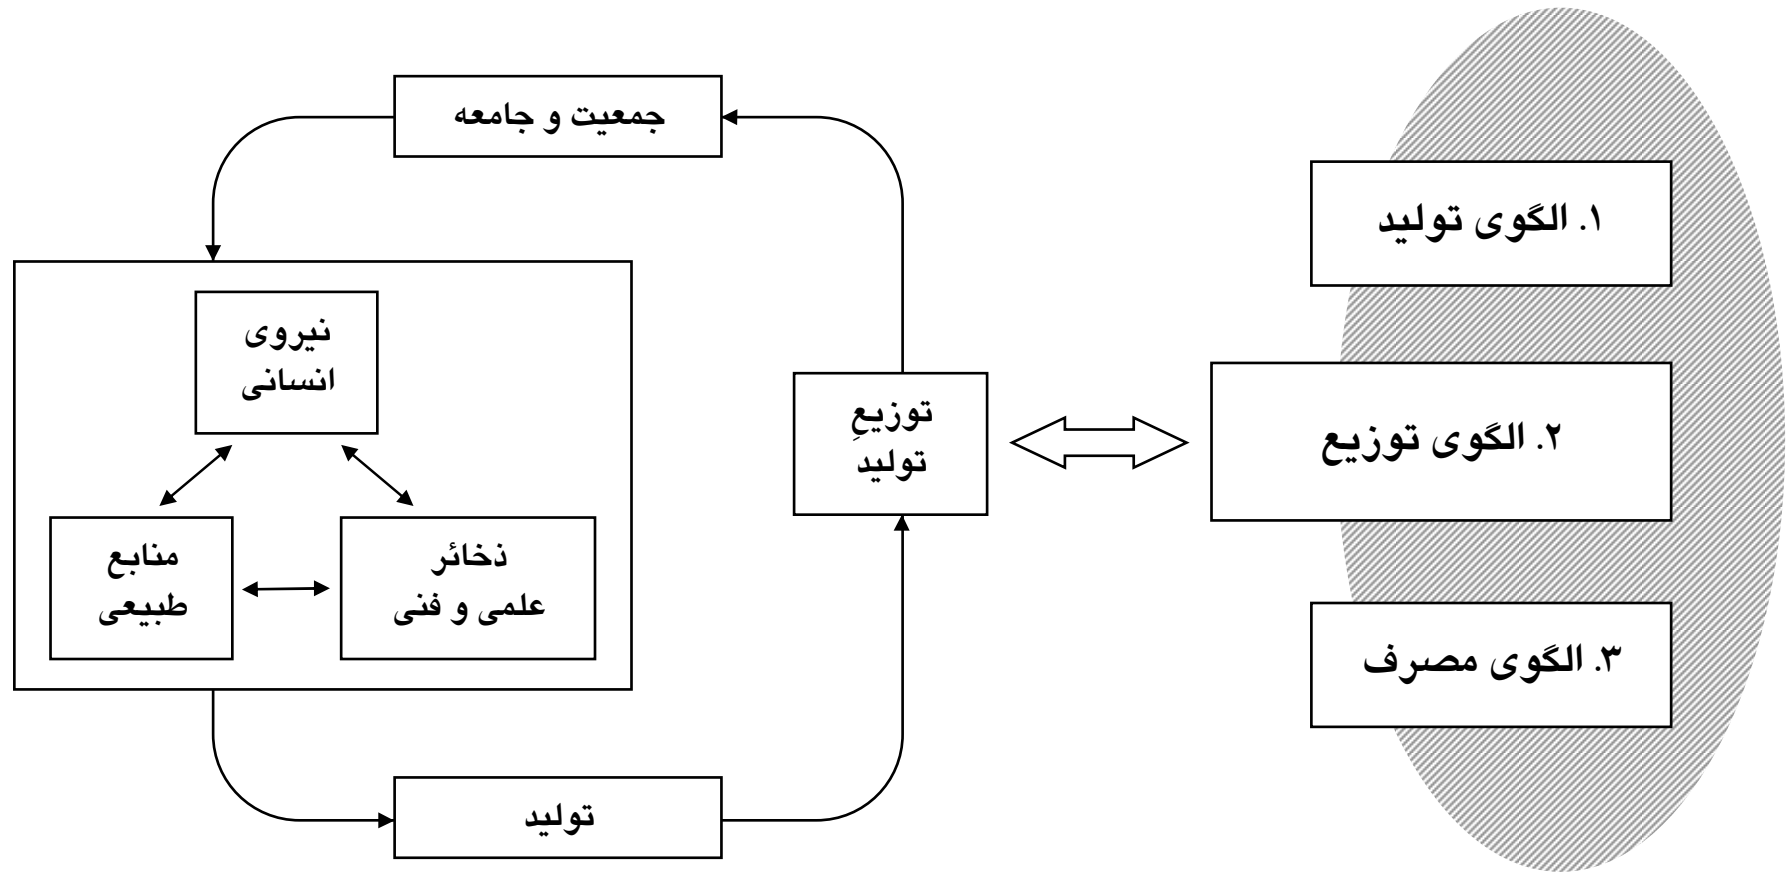 جمعیت و جامعه
نیروی
انسانی
منابع
طبیعی
ذخائر
علمی و فنی
تولید
توزیعِ
تولید
۱. الگوی تولید
۲. الگوی توزیع
۳. الگوی مصرف